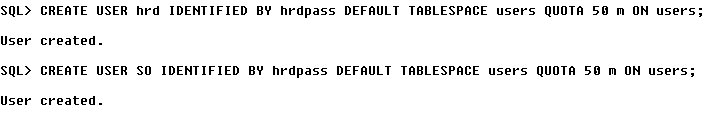 SQL> CREATE USER hrd IDENTIFIED BY hrdpass DEFAULT TABLESPACE users QUOTA 50 m ON users;
User created.
SQL> CREATE USER SO IDENTIFIED BY hrdpass DEFAULT TABLESPACE users QUOTA 50 m ON users;
User created.